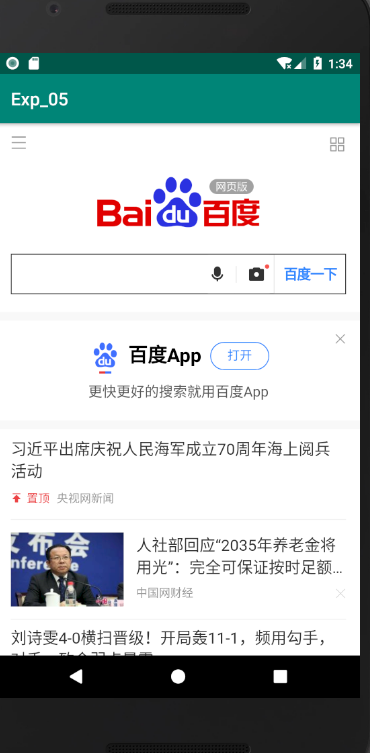 1:34
Exp_05
网页版
Bai du 百度
百度一下
百度App 打开
更快更好的搜索就用百度App
习近平出席庆祝人民海军成立70周年海上阅兵
活动
置顶 央视网新闻
发布会
onference
人社部回应“2035年养老金将
用光”：完全可保证按时足额…
中国网财经
刘诗雯4-0横扫晋级！开局轰11-1，频用勾手，